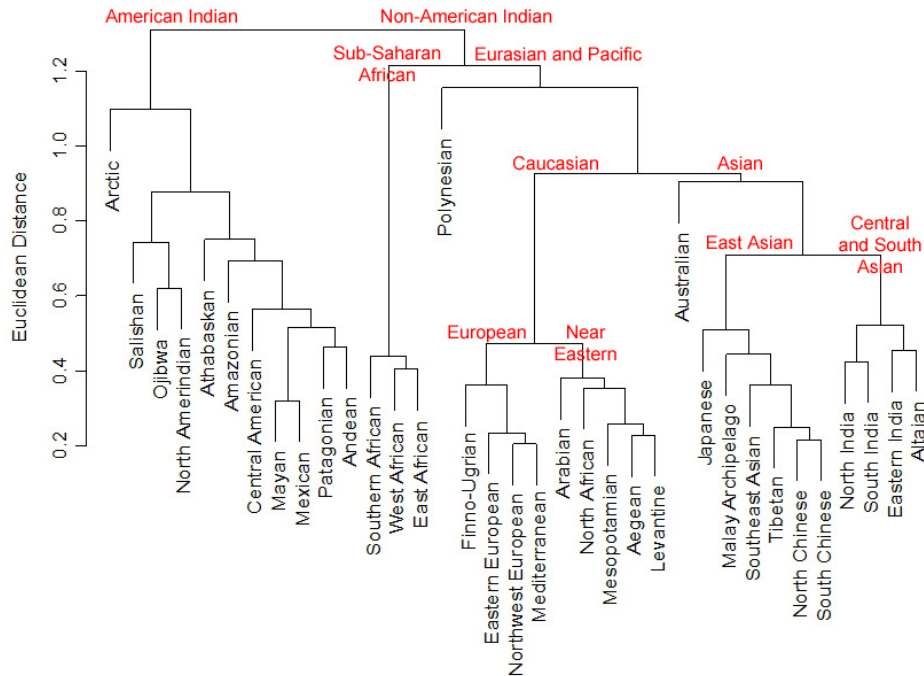 American Indian
Non-American Indian
Sub-Saharan
African
Eurasian and Pacific
Caucasian
Asian
East Asian
Central
and South
Asian
European
Near
Eastern
Euclidean Distance
1.2
1.0
0.8
0.6
0.4
0.2
Arctic
Salishan
Ojibwa
North Amerindian
Athabaskan
Amazonian
Central American
Mayan
Mexican
Patagonian
Andean
Southern African
West African
East African
Polynesian
Finno-Ugrian
Eastern European
Northwest European
Mediterranean
Arabian
North African
Mesopotamian
Aegean
Levantine
Australian
Japanese
Malay Archipelago
Southeast Asian
Tibetan
North Chinese
South Chinese
North India
South India
Eastern India
Altaian